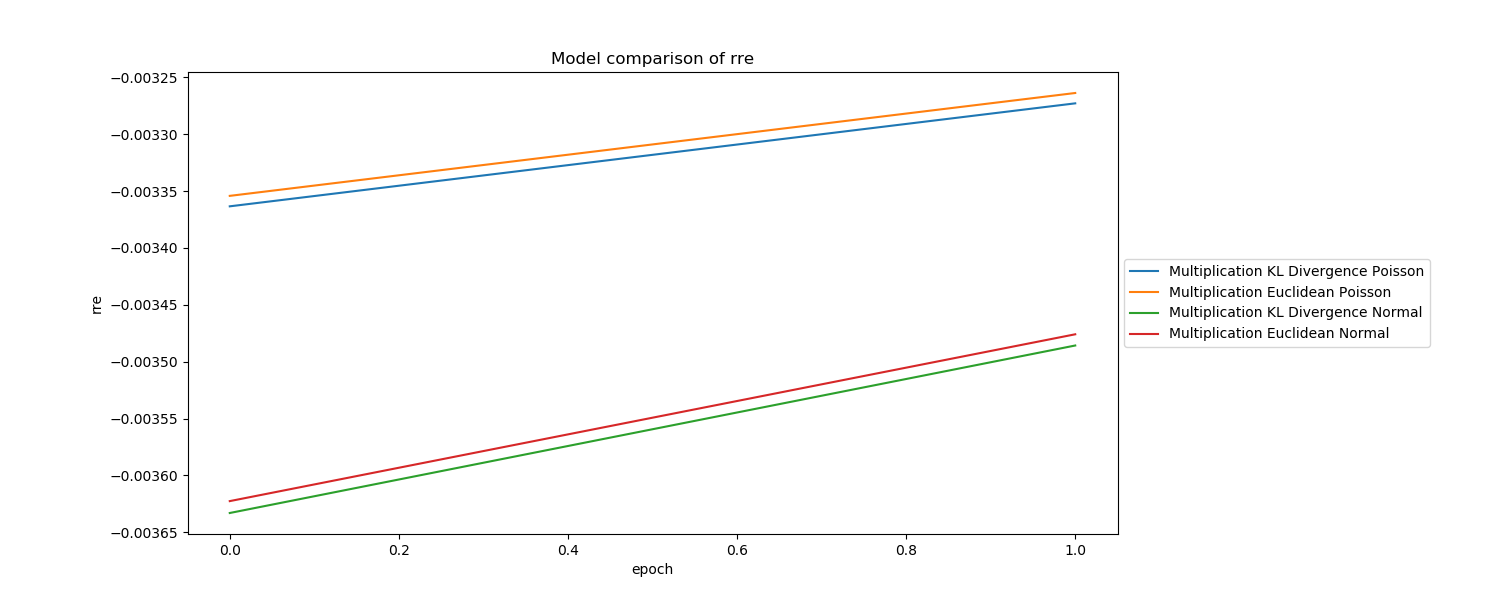 Model comparison of rre
−0.00325
−0.00330
−0.00335
−0.00340
−0.00345
−0.00350
−0.00355
−0.00360
−0.00365
rre
0.0 0.2 0.4 0.6 0.8 1.0
epoch
Multiplication KL Divergence Poisson
Multiplication Euclidean Poisson
Multiplication KL Divergence Normal
Multiplication Euclidean Normal